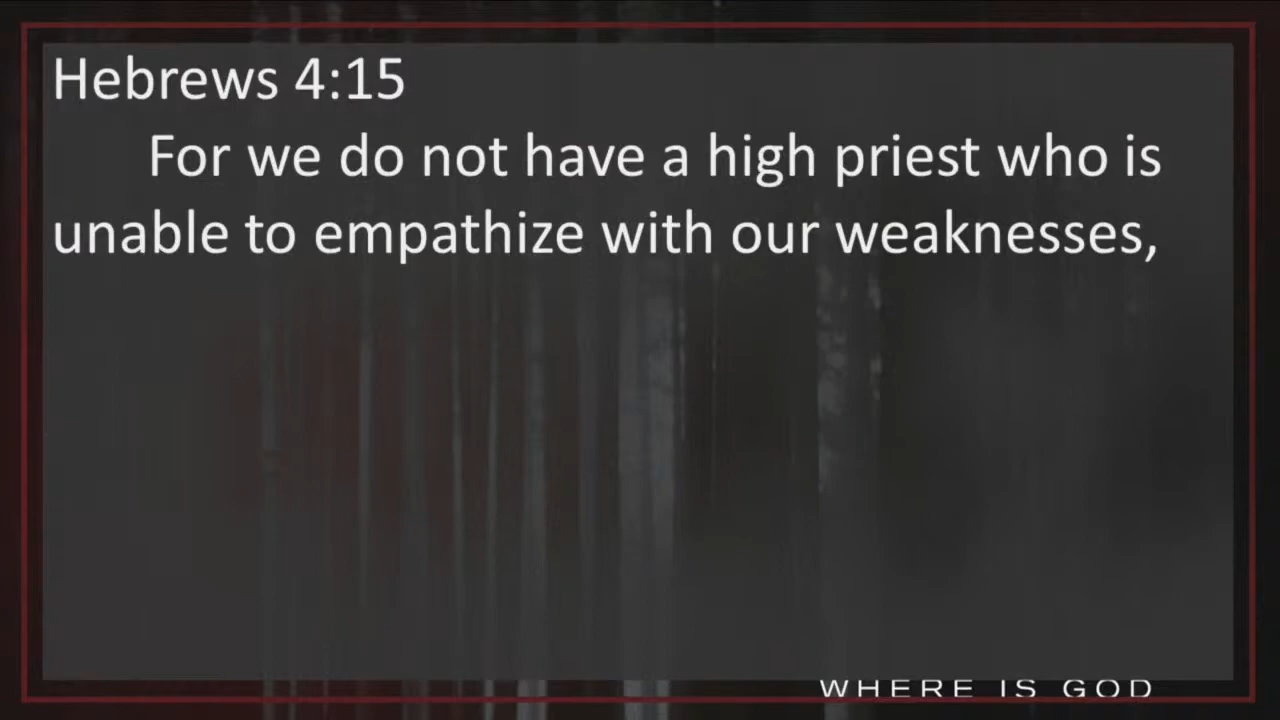 Hebrews 4:15
For we do not have a high priest who is
unable to empathize with our weaknesses,
WHERE IS GOD